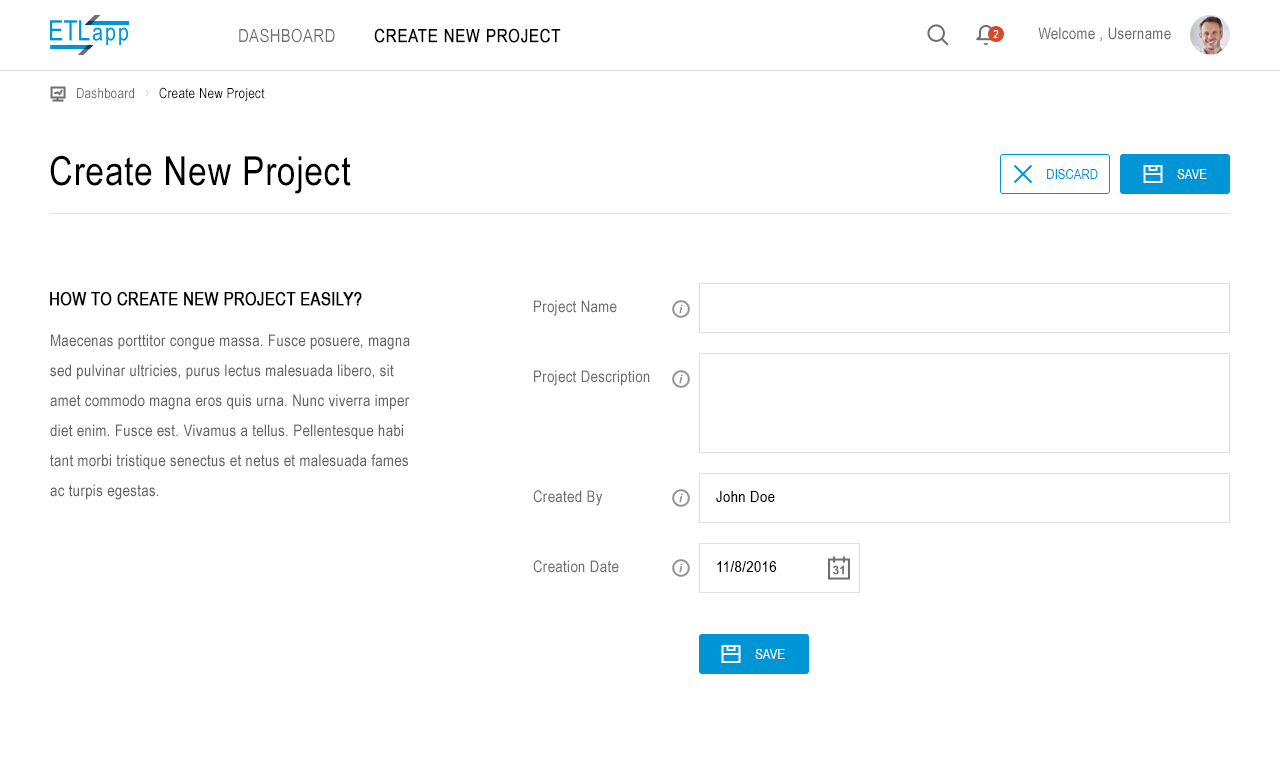 ETLapp
DASHBOARD
CREATE NEW PROJECT
2
Welcome , Username
Dashboard › Create New Project
Create New Project
DISCARD
SAVE
HOW TO CREATE NEW PROJECT EASILY?
Maecenas porttitor congue massa. Fusce posuere, magna
sed pulvinar ultricies, purus lectus malesuada libero, sit
amet commodo magna eros quis urna. Nunc viverra imper
diet enim. Fusce est. Vivamus a tellus. Pellentesque habi
tant morbi tristique senectus et netus et malesuada fames
ac turpis egestas.
Project Name i
Project Description i
Created By i
John Doe
Creation Date i
11/8/2016
31
SAVE